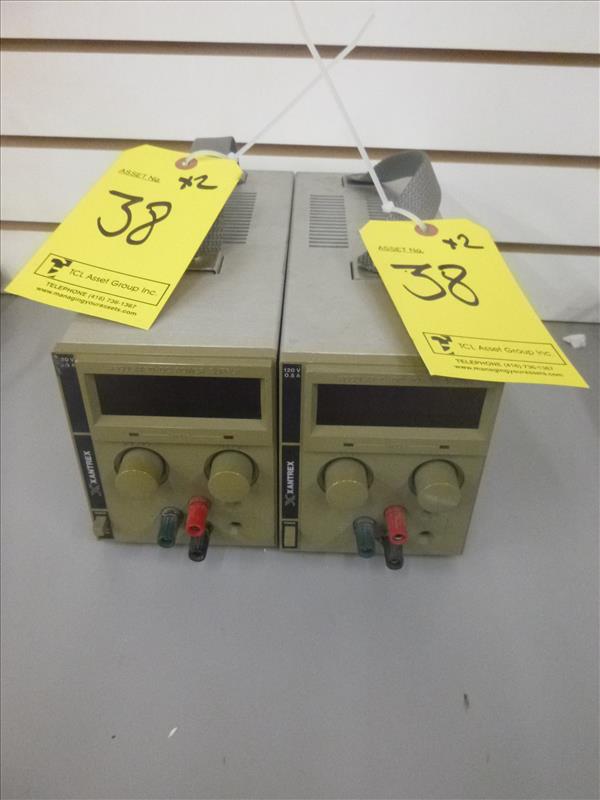 ASSET No.
x2
38
TCL Asset Group Inc.
TELEPHONE (416) 736-1367
www.managingyourassets.com
ASSET No.
x2
38
TCL Asset Group Inc.
TELEPHONE (416) 736-1367
www.managingyourassets.com
XANTREX
120 V
0.5 A
XANTREX